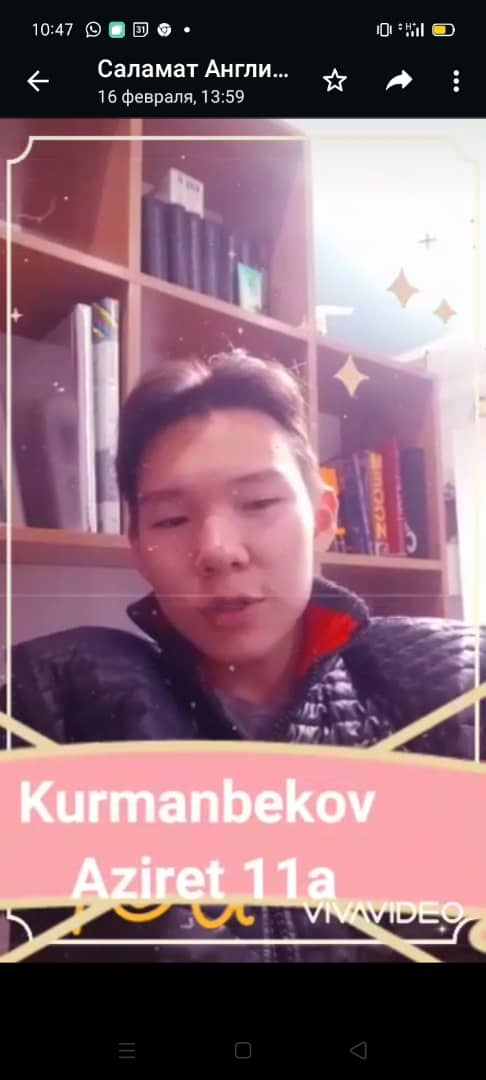 10:47
Саламат Англи...
16 февраля, 13:59
Kurmanbekov
Aziret 11a
VIVAVIDEO